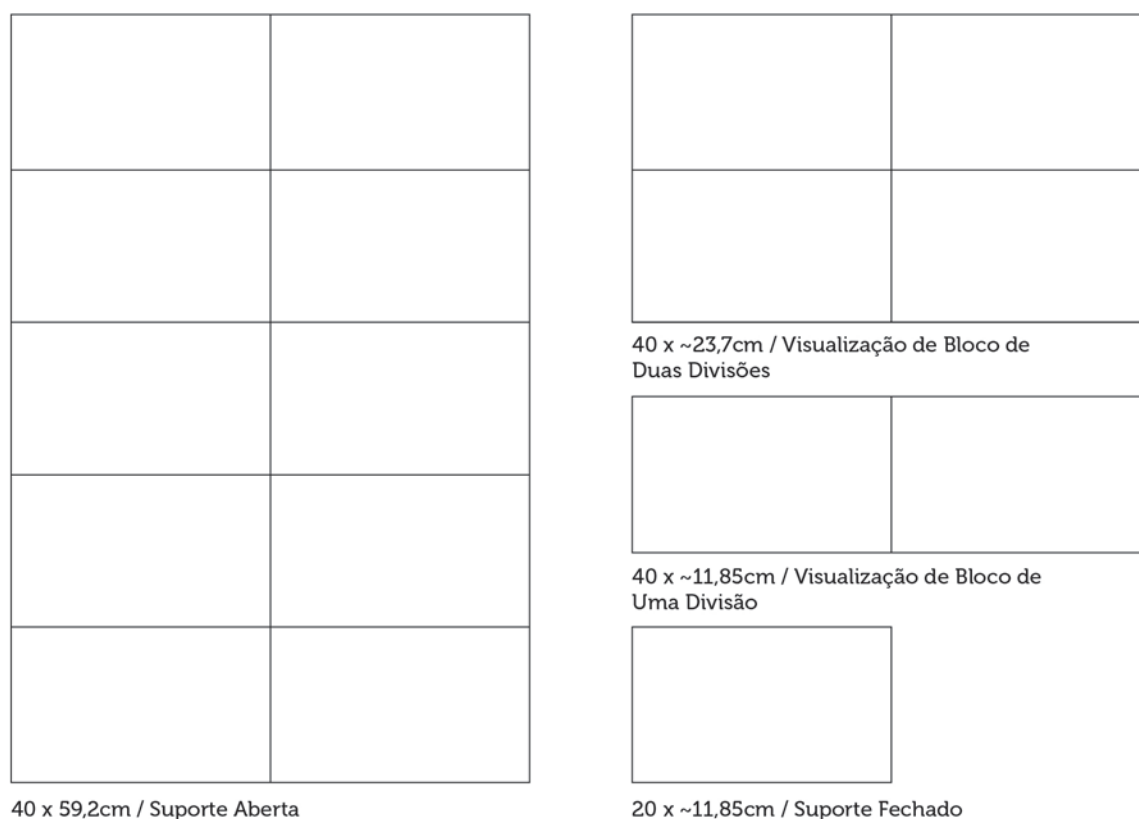 40 x ~23,7cm / Visualização de Bloco de
Duas Divisões
40 x ~11,85cm / Visualização de Bloco de
Uma Divisão
40 x 59,2cm / Suporte Aberta
20 x ~11,85cm / Suporte Fechado